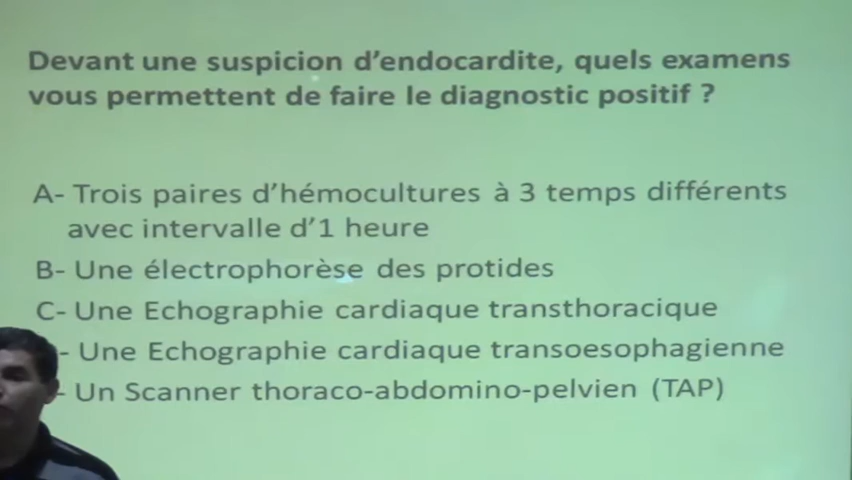 Devant une suspicion d'endocardite, quels examens
vous permettent de faire le diagnostic positif ?
A- Trois paires d'hémocultures à 3 temps différents
avec intervalle d'1 heure
B- Une électrophorèse des protides
C- Une Echographie cardiaque transthoracique
- Une Echographie cardiaque transoesophagienne
- Un Scanner thoraco-abdomino-pelvien (TAP)